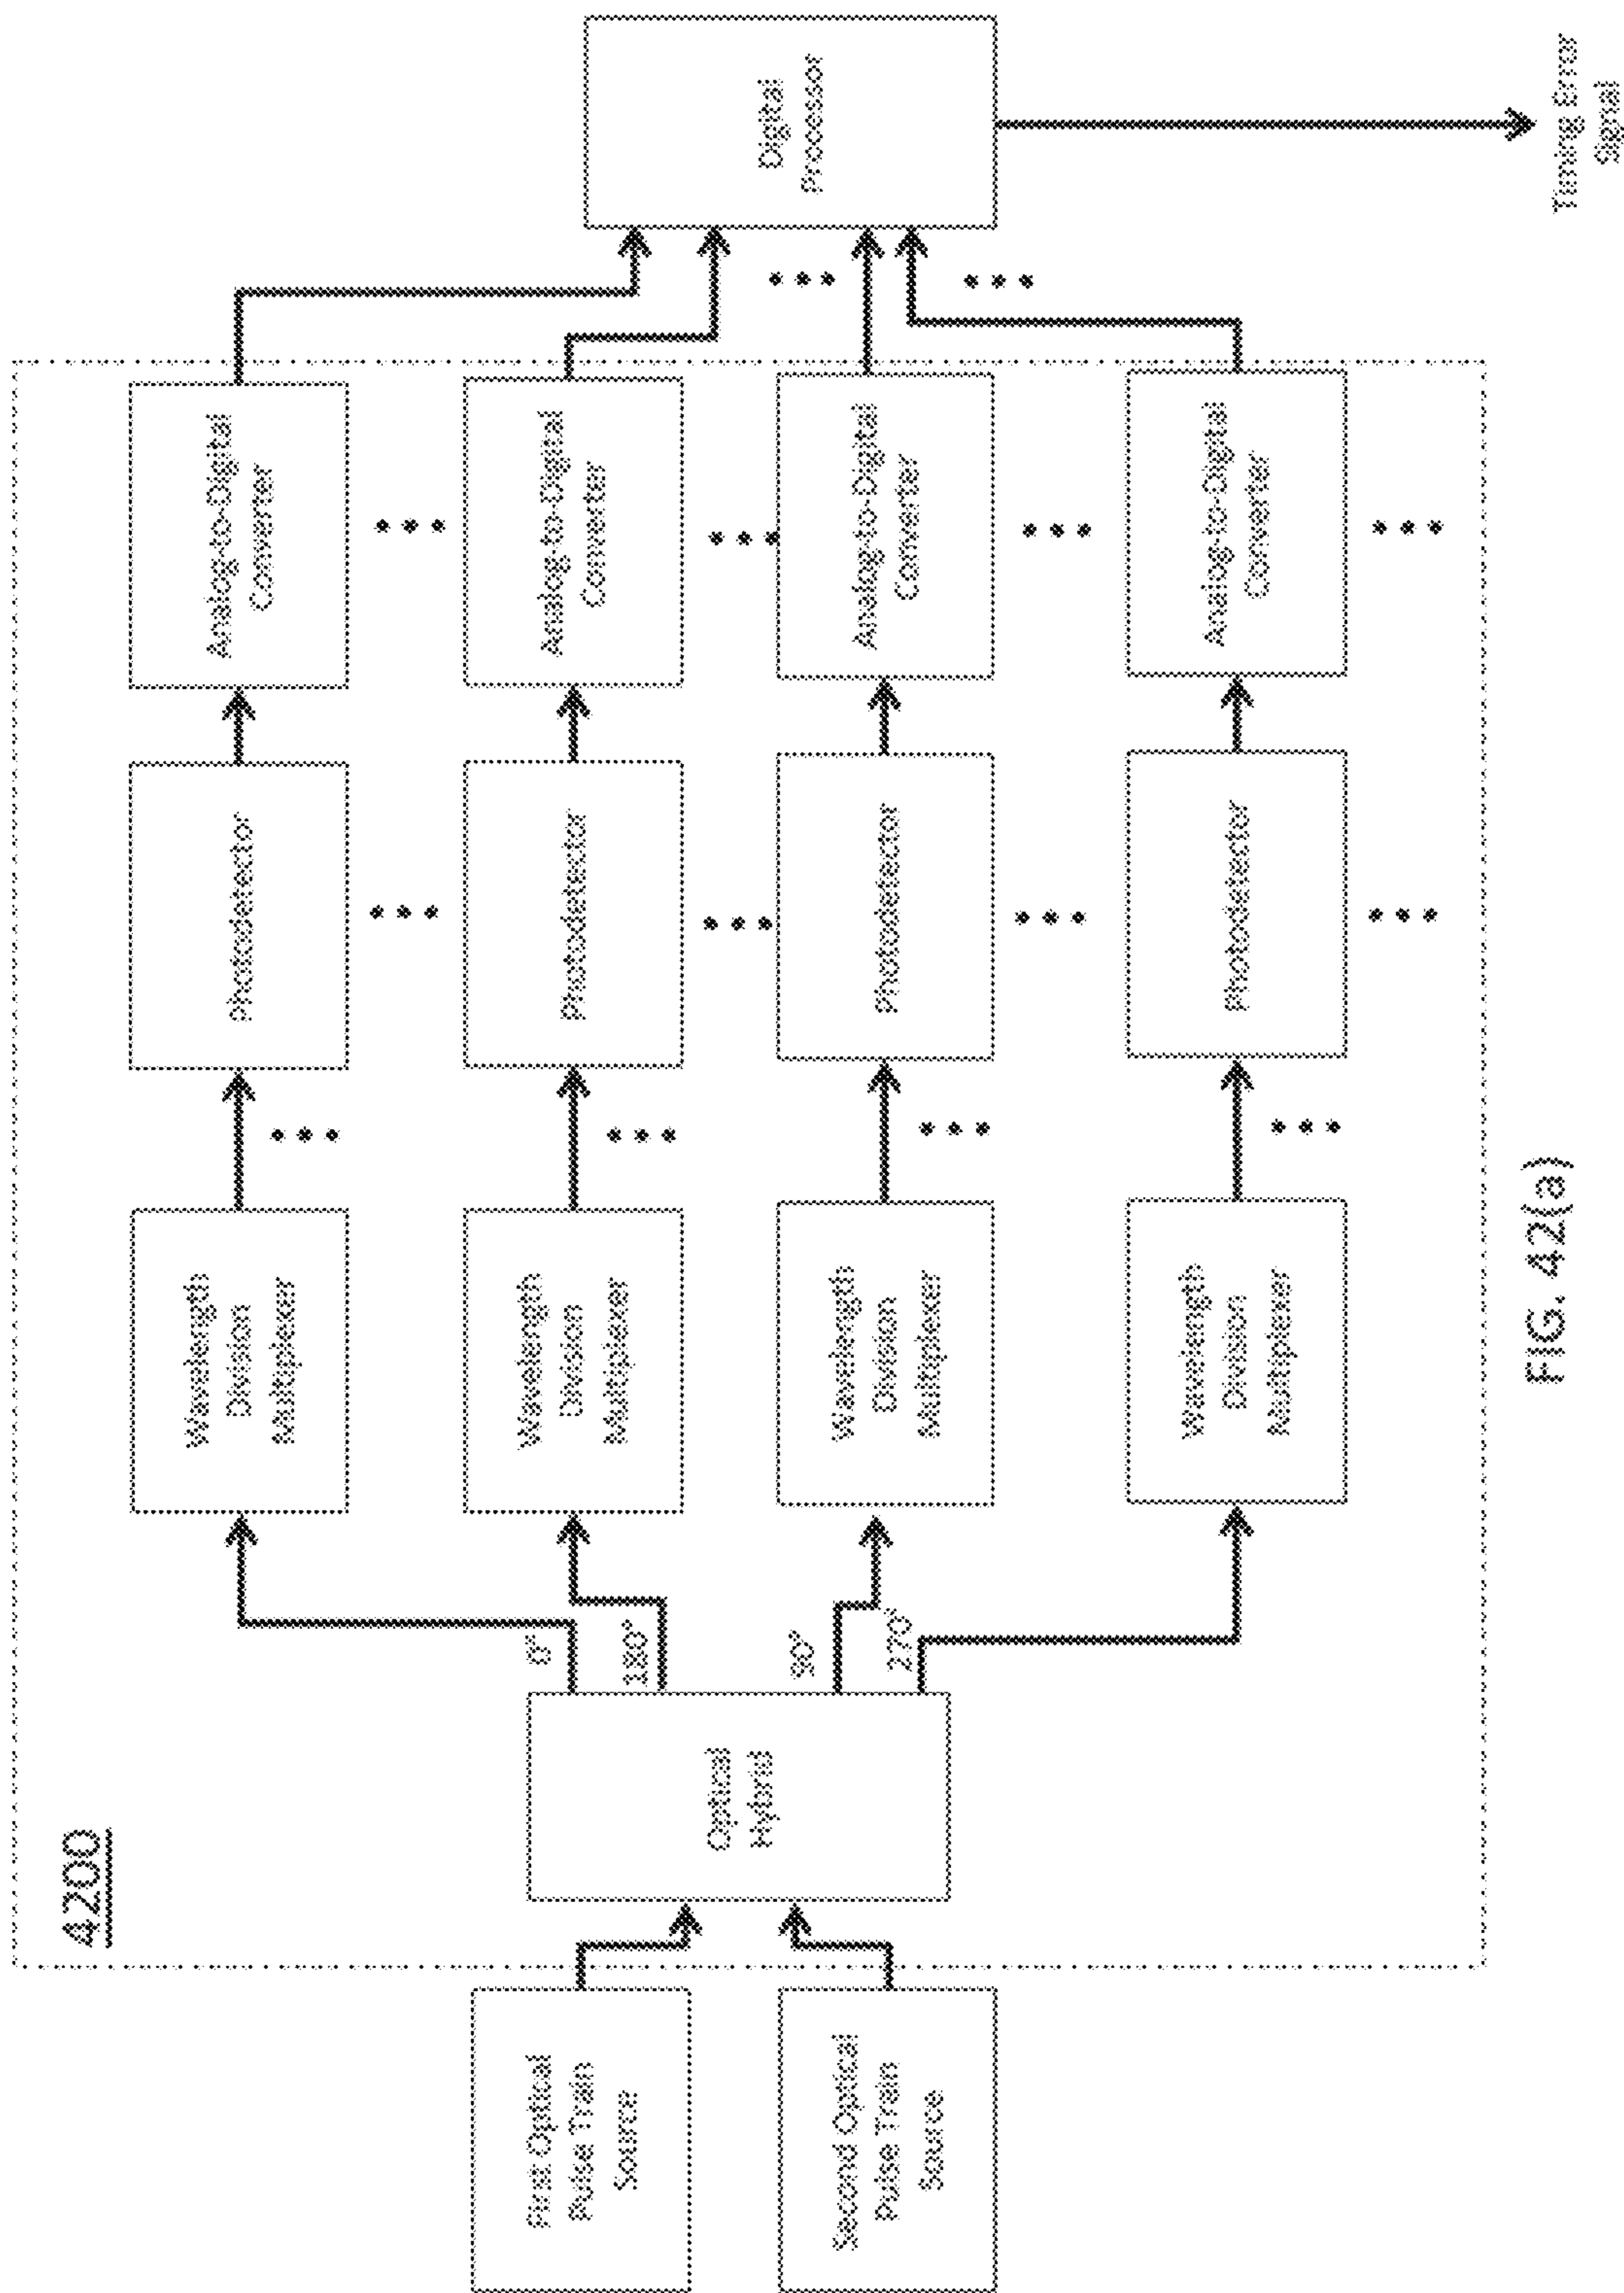 4200
First Optical
Pulse Train
Source
Second Optical
Pulse Train
Source
Optical
Hybrid
0°
180°
90°
270°
Wavelength
Division
Multiplexer
Photodetector
Analog-to-Digital
Converter
Wavelength
Division
Multiplexer
Photodetector
Analog-to-Digital
Converter
Wavelength
Division
Multiplexer
Photodetector
Analog-to-Digital
Converter
Wavelength
Division
Multiplexer
Photodetector
Analog-to-Digital
Converter
Digital
Processor
Timing Error
Signal
FIG. 42(a)